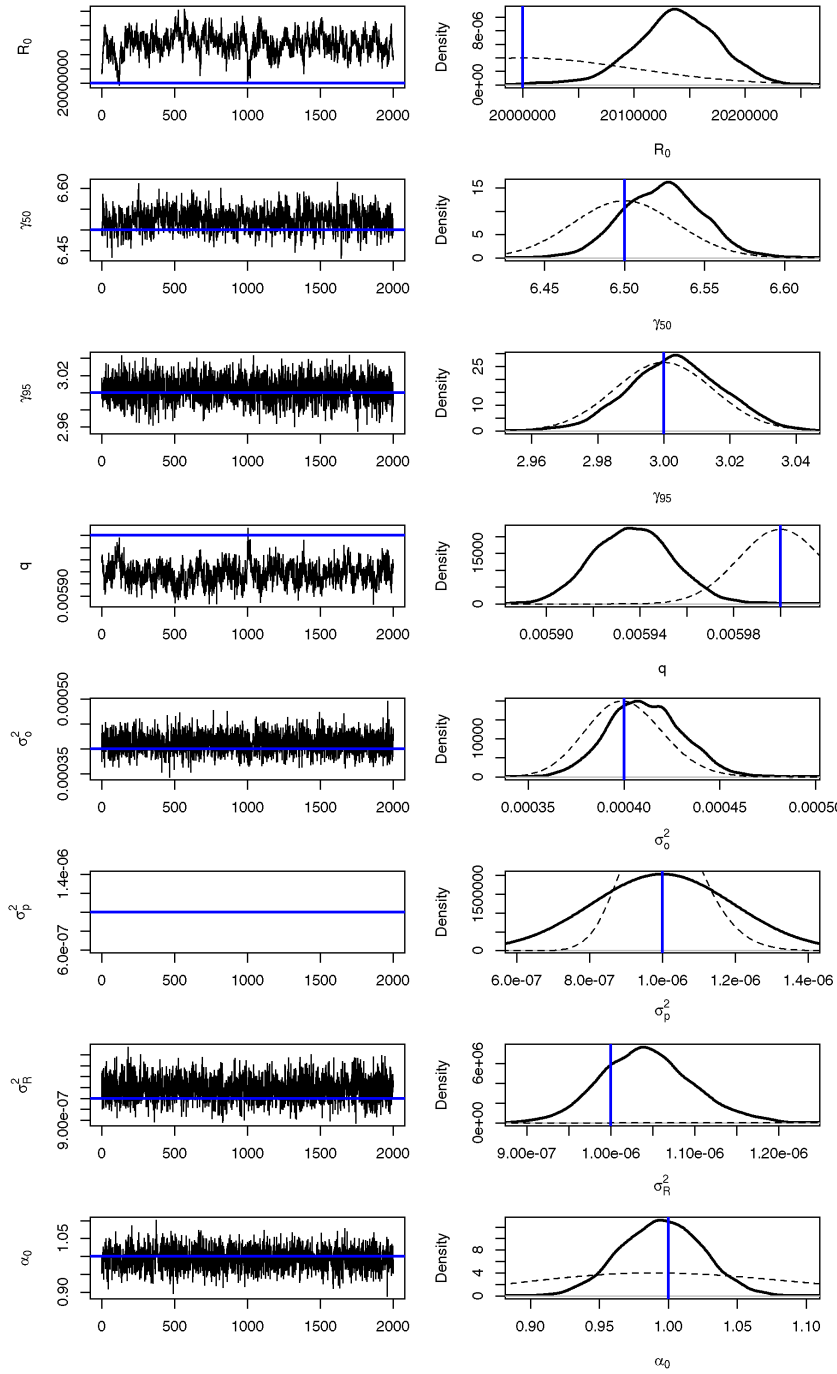 R0
20000000
0 500 1000 1500 2000
Density
0e+00 8e-06
20000000 20100000 20200000
R0
γ50
6.45 6.60
0 500 1000 1500 2000
Density
0 5 10 15
6.45 6.50 6.55 6.60
γ50
γ95
2.96 3.02
0 500 1000 1500 2000
Density
0 10 25
2.96 2.98 3.00 3.02 3.04
γ95
q
0.00590
0 500 1000 1500 2000
Density
0 15000
0.00590 0.00594 0.00598
q
σ²o
0.00035 0.00050
0 500 1000 1500 2000
Density
0 10000
0.00035 0.00040 0.00045 0.00050
σ²o
σ²p
6.0e-07 1.4e-06
0 500 1000 1500 2000
Density
0 1500000
6.0e-07 8.0e-07 1.0e-06 1.2e-06 1.4e-06
σ²p
σ²R
9.00e-07
0 500 1000 1500 2000
Density
0e+00 6e+06
9.00e-07 1.00e-06 1.10e-06 1.20e-06
σ²R
α0
0.90 1.05
0 500 1000 1500 2000
Density
0 4 8
0.90 0.95 1.00 1.05 1.10
α0